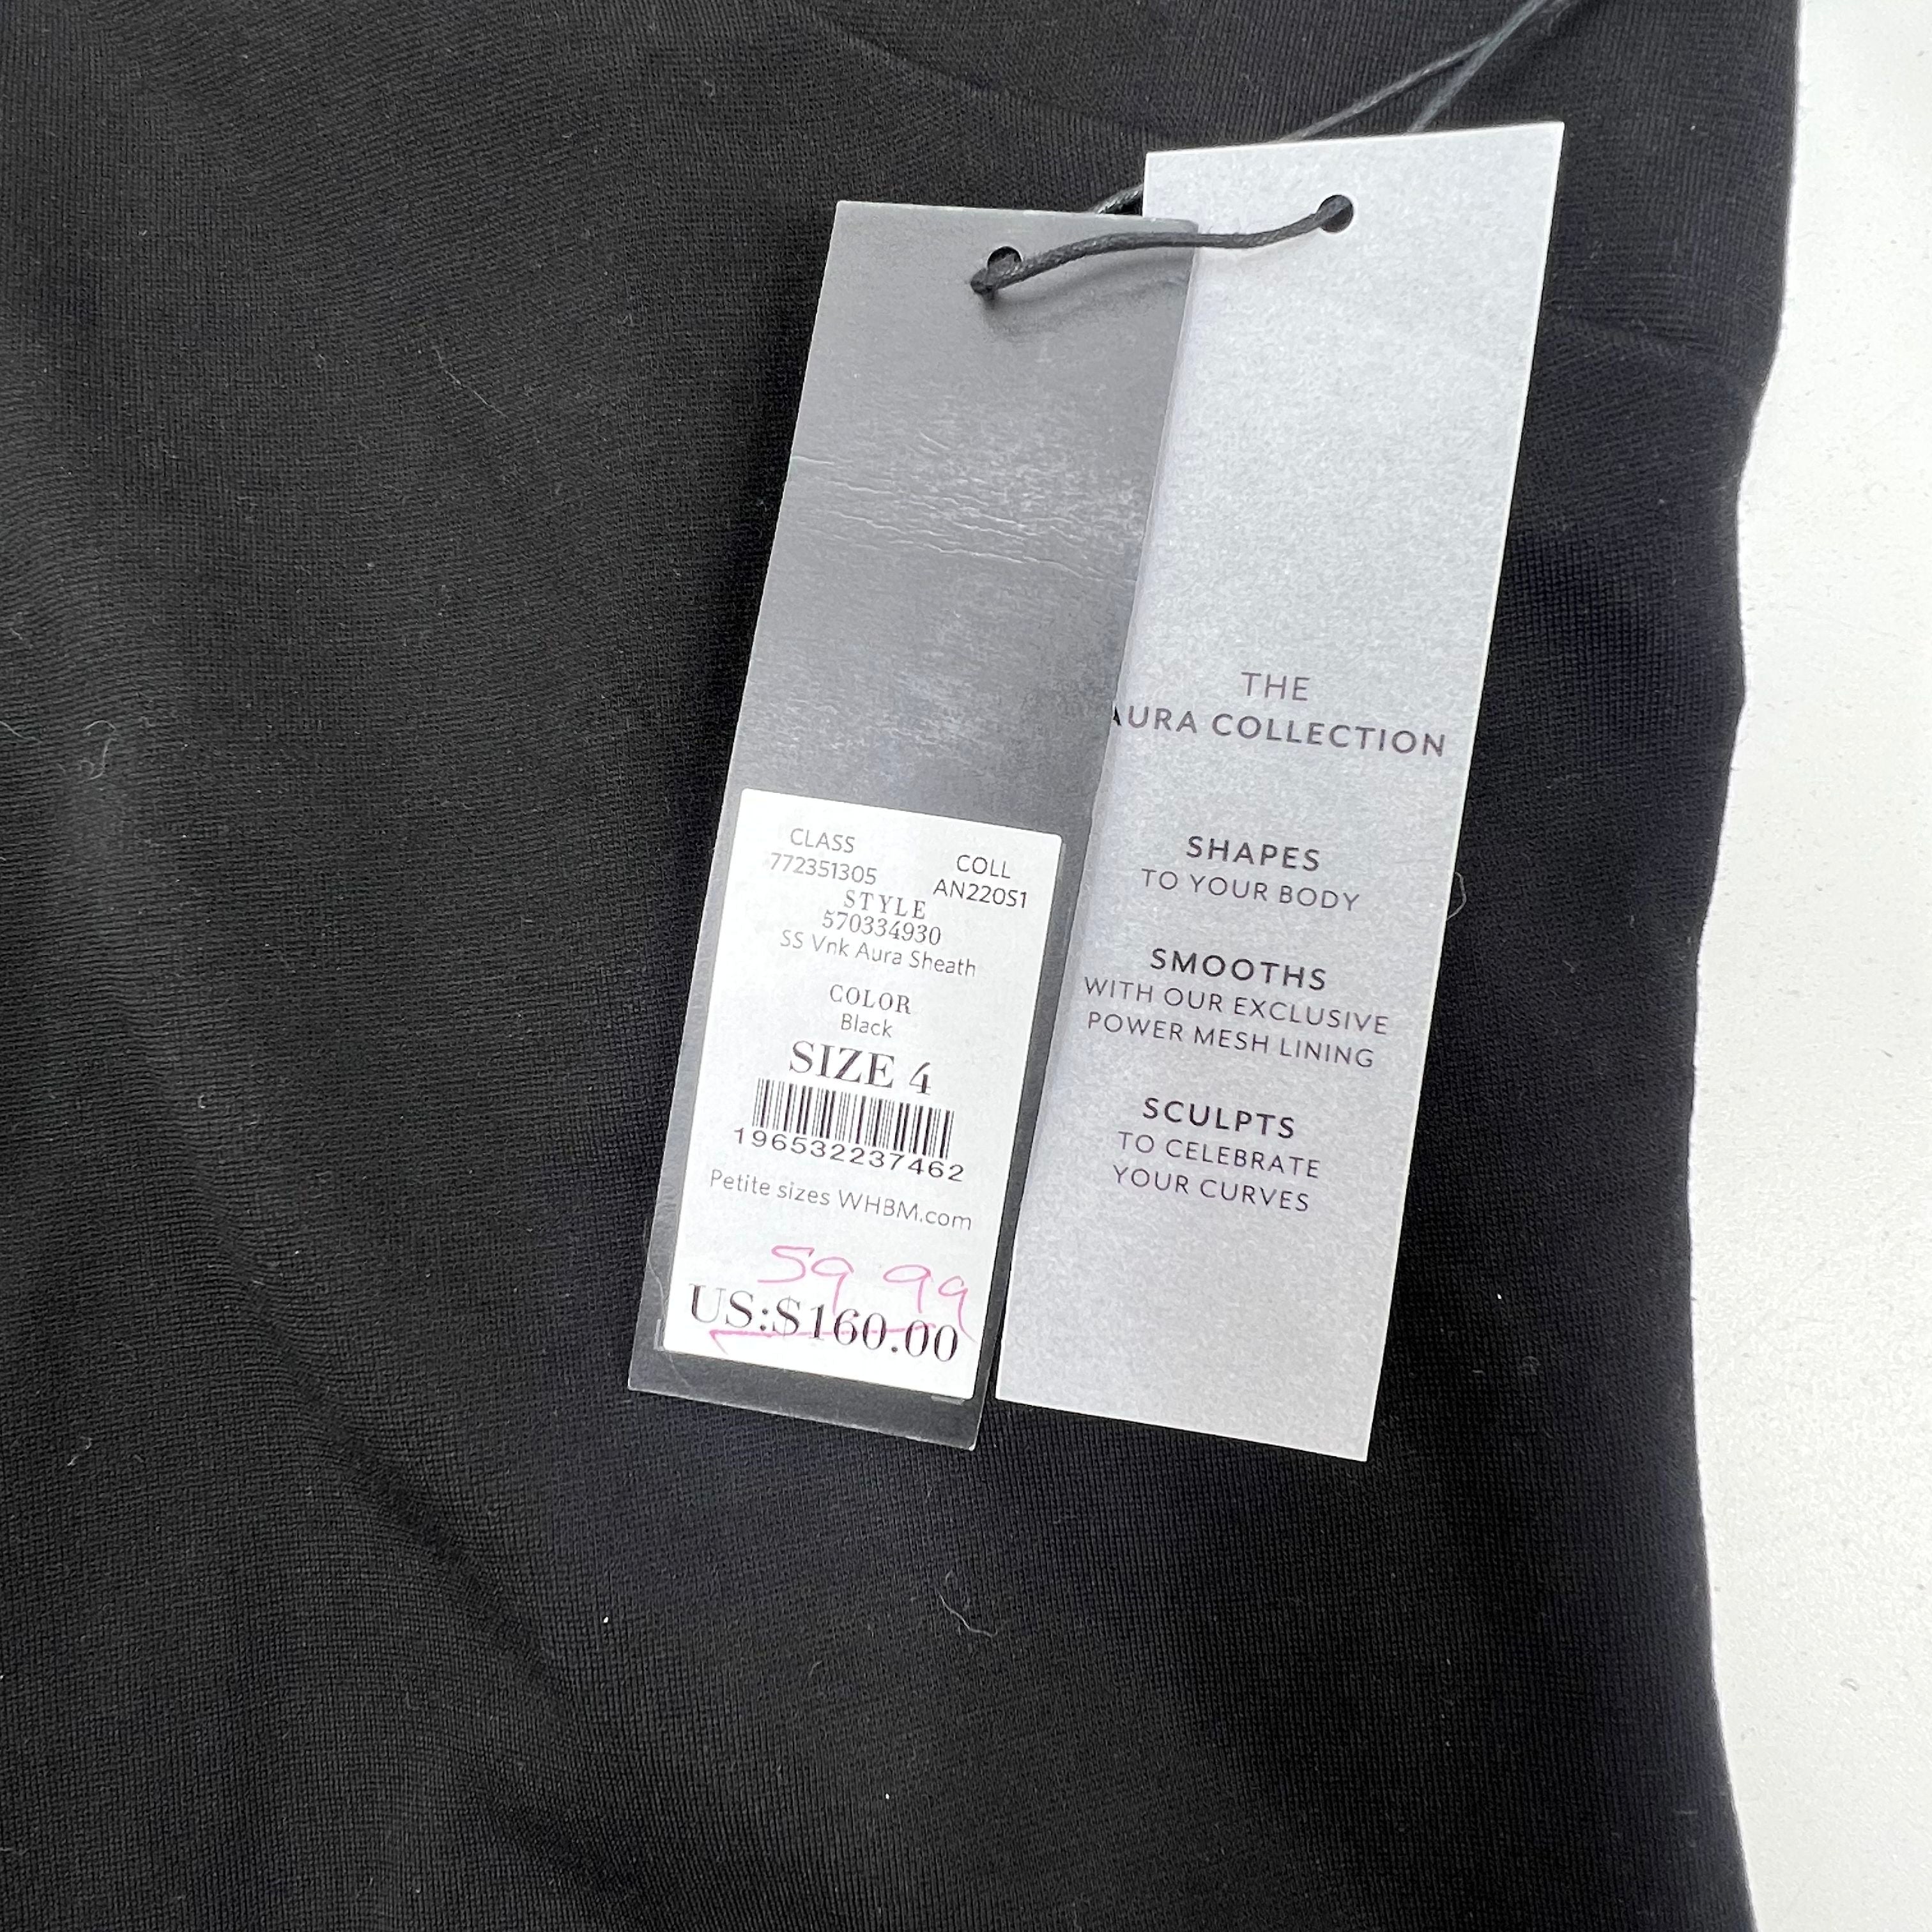 CLASS
772351305
COLL
AN220S1
STYLE
570334930
SS Vnk Aura Sheath
COLOR
Black
SIZE 4
196532237462
Petite sizes WHBM.com
59 99
US:$160.00
THE
AURA COLLECTION
SHAPES
TO YOUR BODY
SMOOTHS
WITH OUR EXCLUSIVE
POWER MESH LINING
SCULPTS
TO CELEBRATE
YOUR CURVES